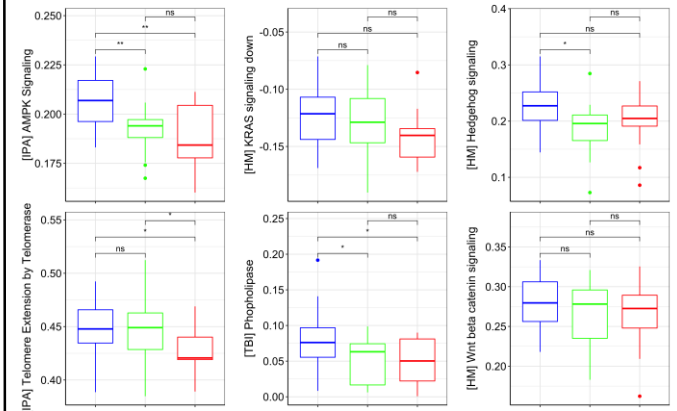 [IPA] AMPK Signaling
0.250
0.225
0.200
0.175
ns
**
**
[HM] KRAS signaling down
-0.05
-0.10
-0.15
ns
ns
ns
[HM] Hedgehog signaling
0.4
0.3
0.2
0.1
ns
ns
*
[IPA] Telomere Extension by Telomerase
0.55
0.50
0.45
0.40
*
*
ns
[TBI] Phopholipase
0.25
0.20
0.15
0.10
0.05
0.00
ns
*
*
[HM] Wnt beta catenin signaling
0.35
0.30
0.25
0.20
ns
ns
ns